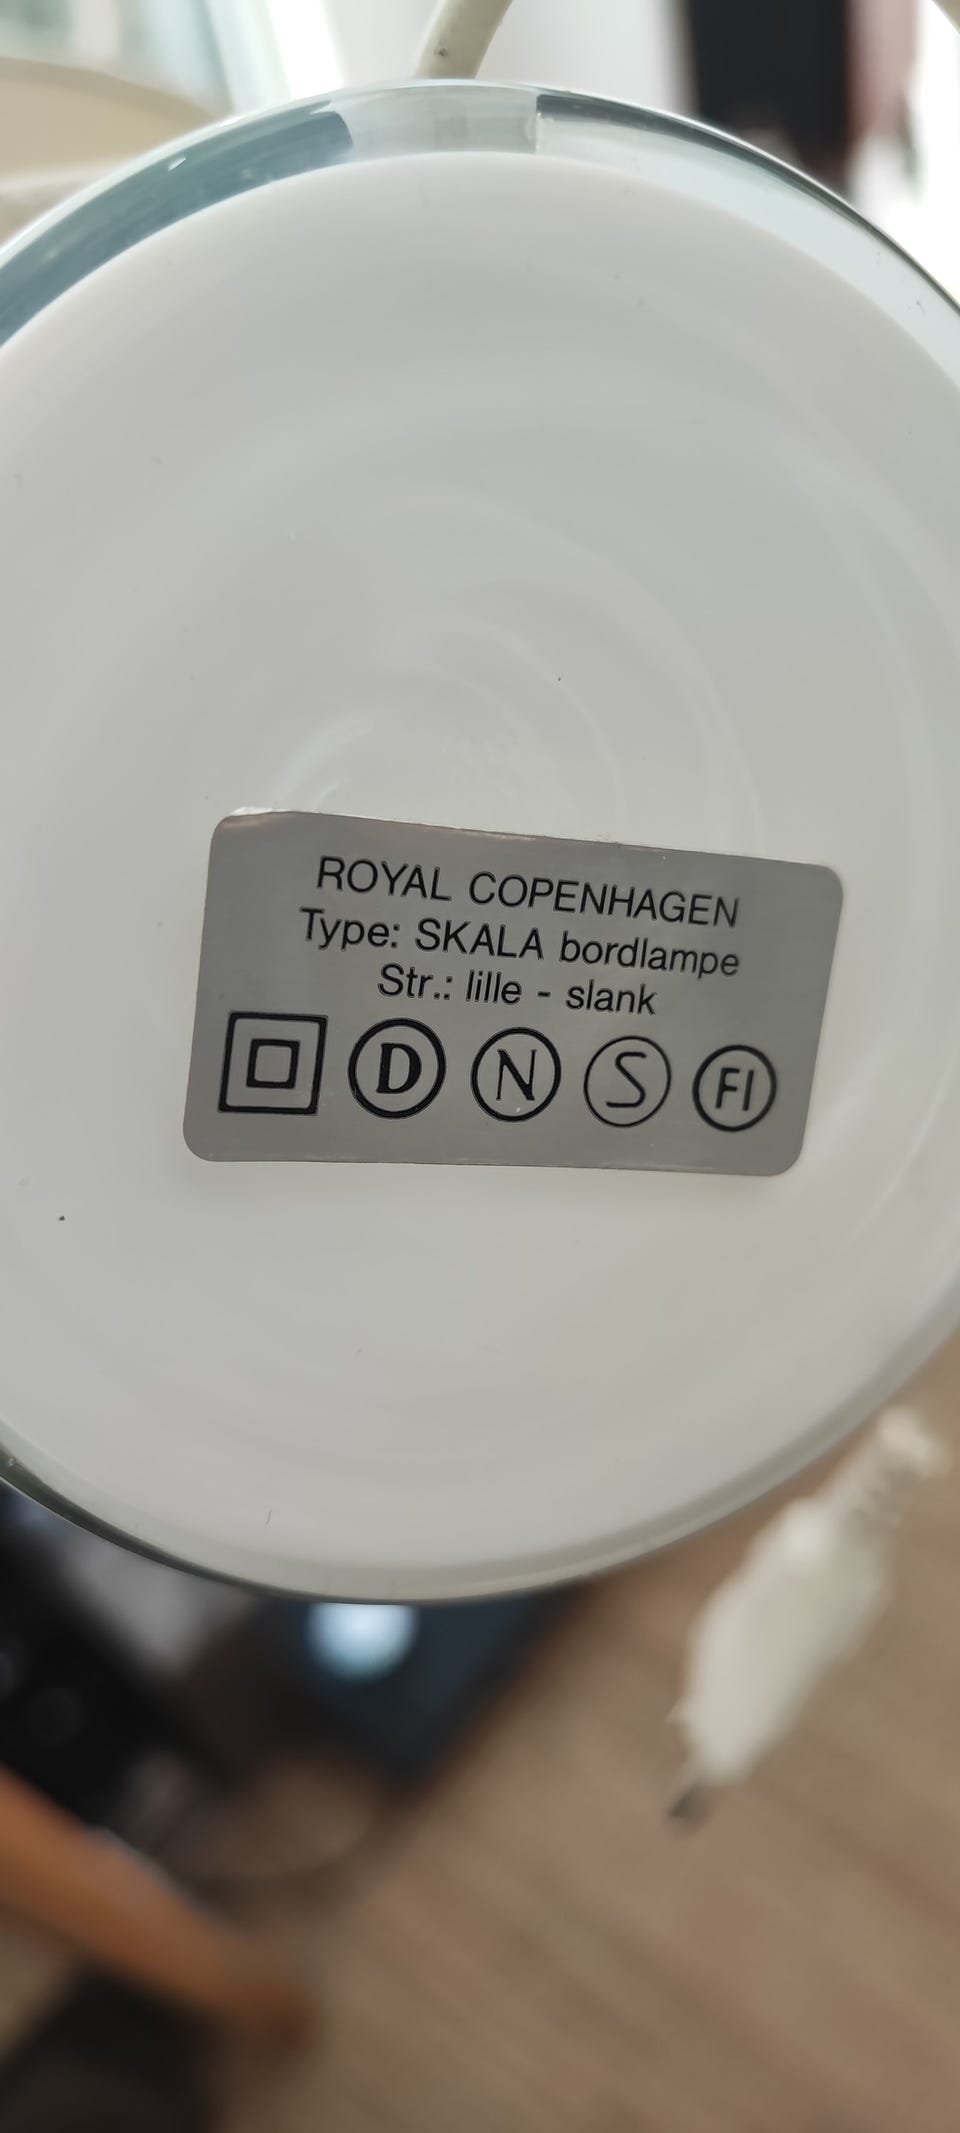 ROYAL COPENHAGEN
Type: SKALA bordlampe
Str.: lille - slank
D N S FI